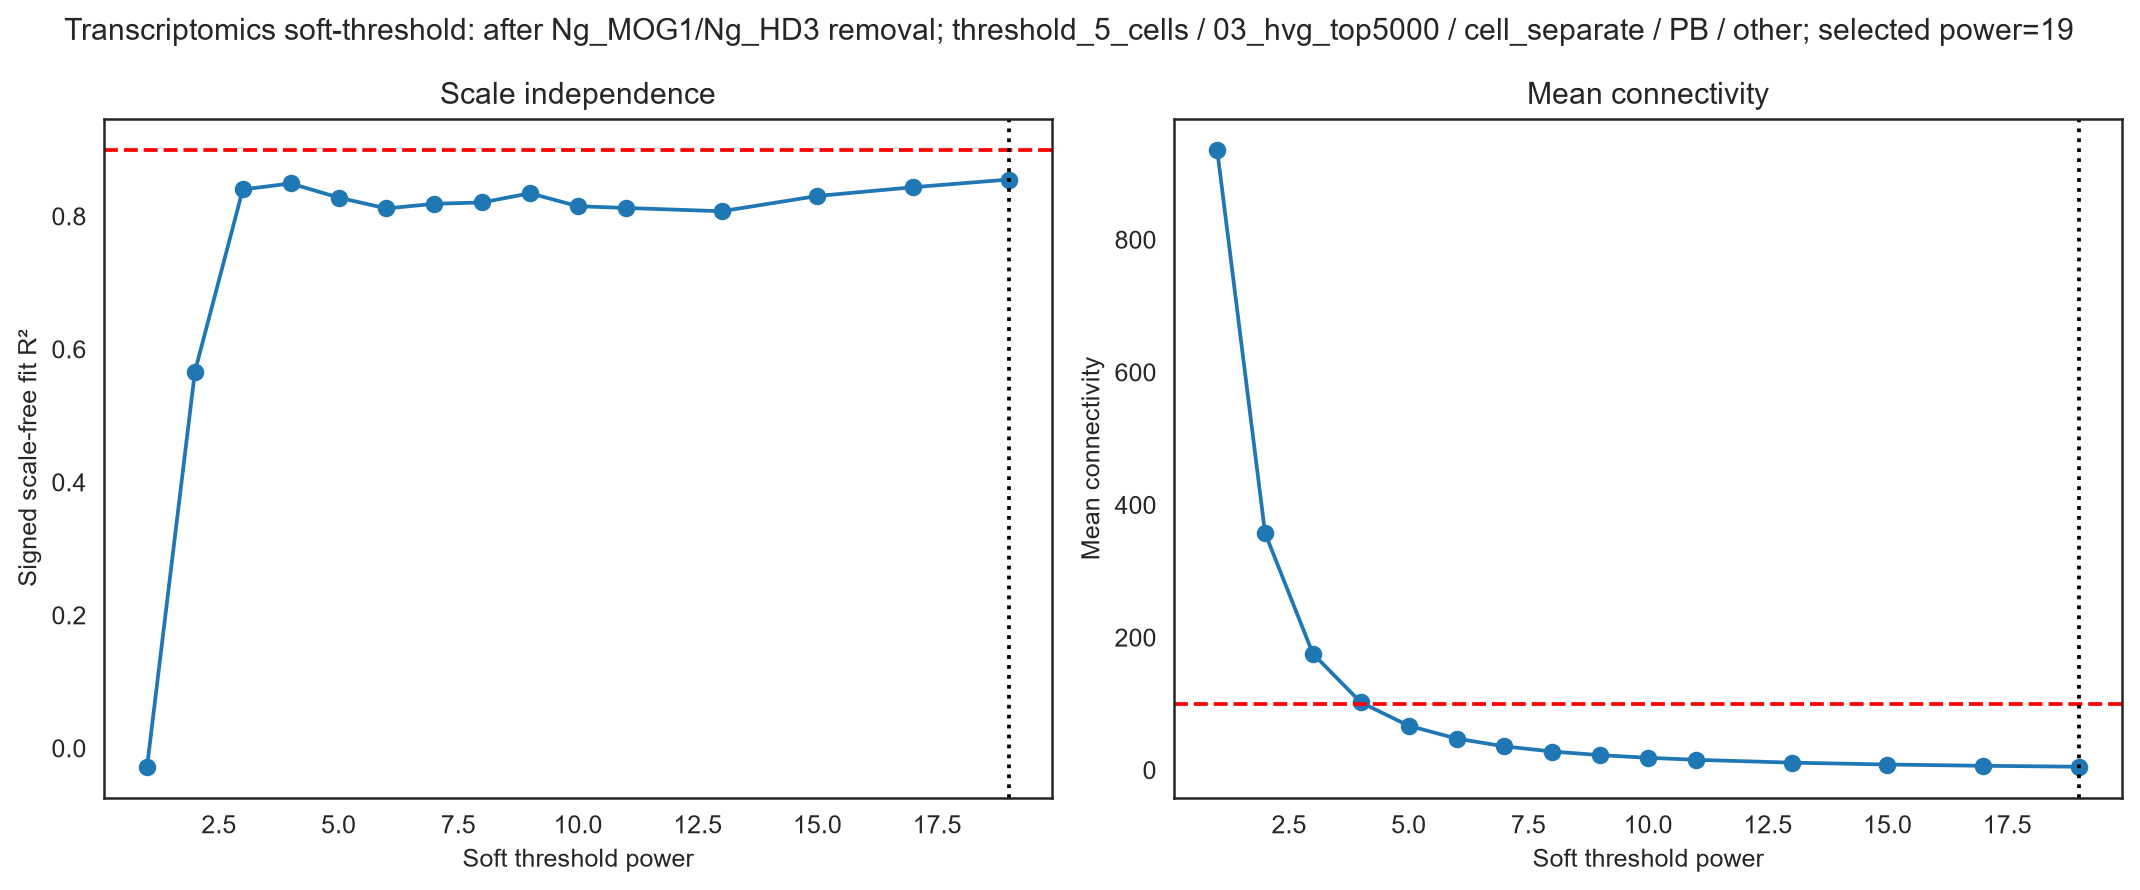 Transcriptomics soft-threshold: after Ng_MOG1/Ng_HD3 removal; threshold_5_cells / 03_hvg_top5000 / cell_separate / PB / other; selected power=19
Scale independence
Signed scale-free fit R²
0.8
0.6
0.4
0.2
0.0
2.5 5.0 7.5 10.0 12.5 15.0 17.5
Soft threshold power
Mean connectivity
Mean connectivity
800
600
400
200
0
2.5 5.0 7.5 10.0 12.5 15.0 17.5
Soft threshold power